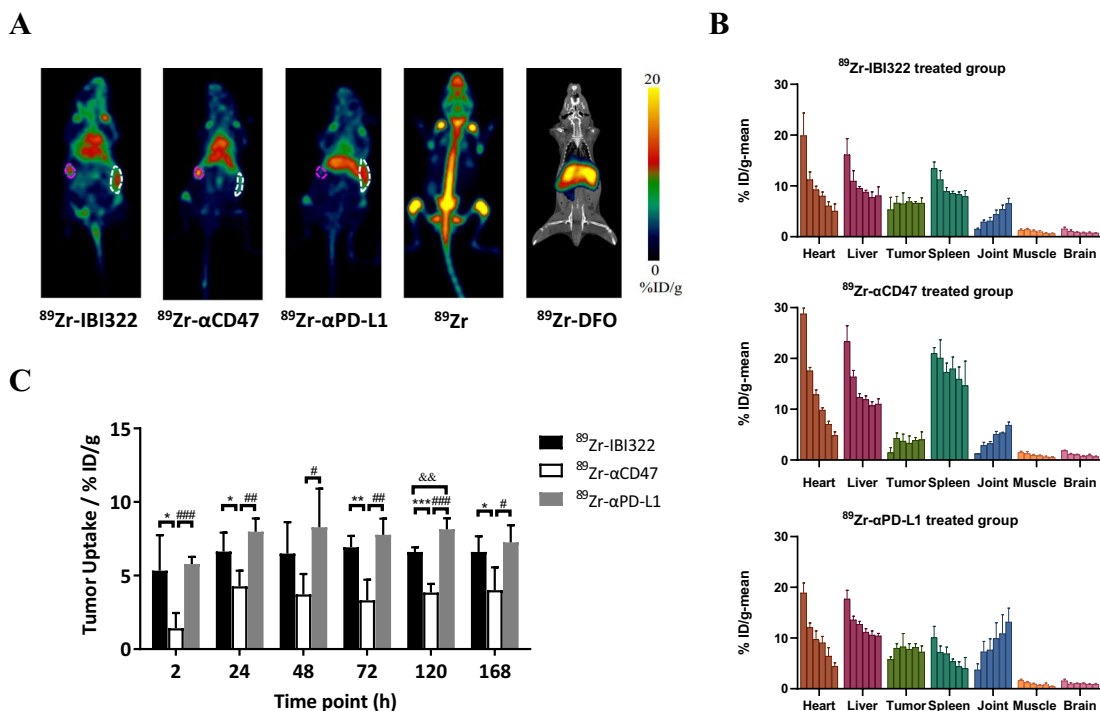 A
20
0
%ID/g
⁸⁹Zr-IBI322 ⁸⁹Zr-αCD47 ⁸⁹Zr-αPD-L1 ⁸⁹Zr ⁸⁹Zr-DFO
B
⁸⁹Zr-IBI322 treated group
% ID/g-mean
30
20
10
0
Heart Liver Tumor Spleen Joint Muscle Brain
⁸⁹Zr-αCD47 treated group
% ID/g-mean
30
20
10
0
Heart Liver Tumor Spleen Joint Muscle Brain
⁸⁹Zr-αPD-L1 treated group
% ID/g-mean
30
20
10
0
Heart Liver Tumor Spleen Joint Muscle Brain
C
Tumor Uptake / % ID/g
15
10
5
0
* ###
* ##
#
** ##
&&
*** ###
* #
⁸⁹Zr-IBI322
⁸⁹Zr-αCD47
⁸⁹Zr-αPD-L1
2 24 48 72 120 168
Time point (h)